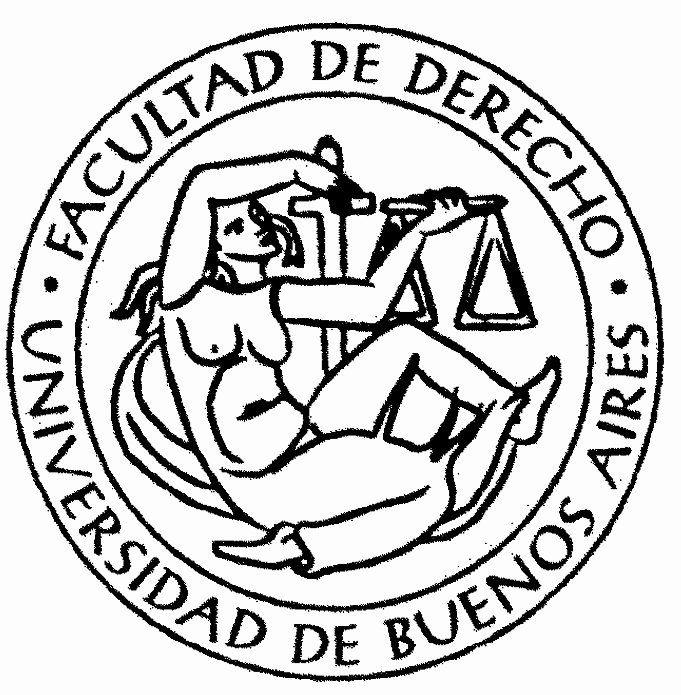 · FACULTAD DE DERECHO ·
UNIVERSIDAD DE BUENOS AIRES